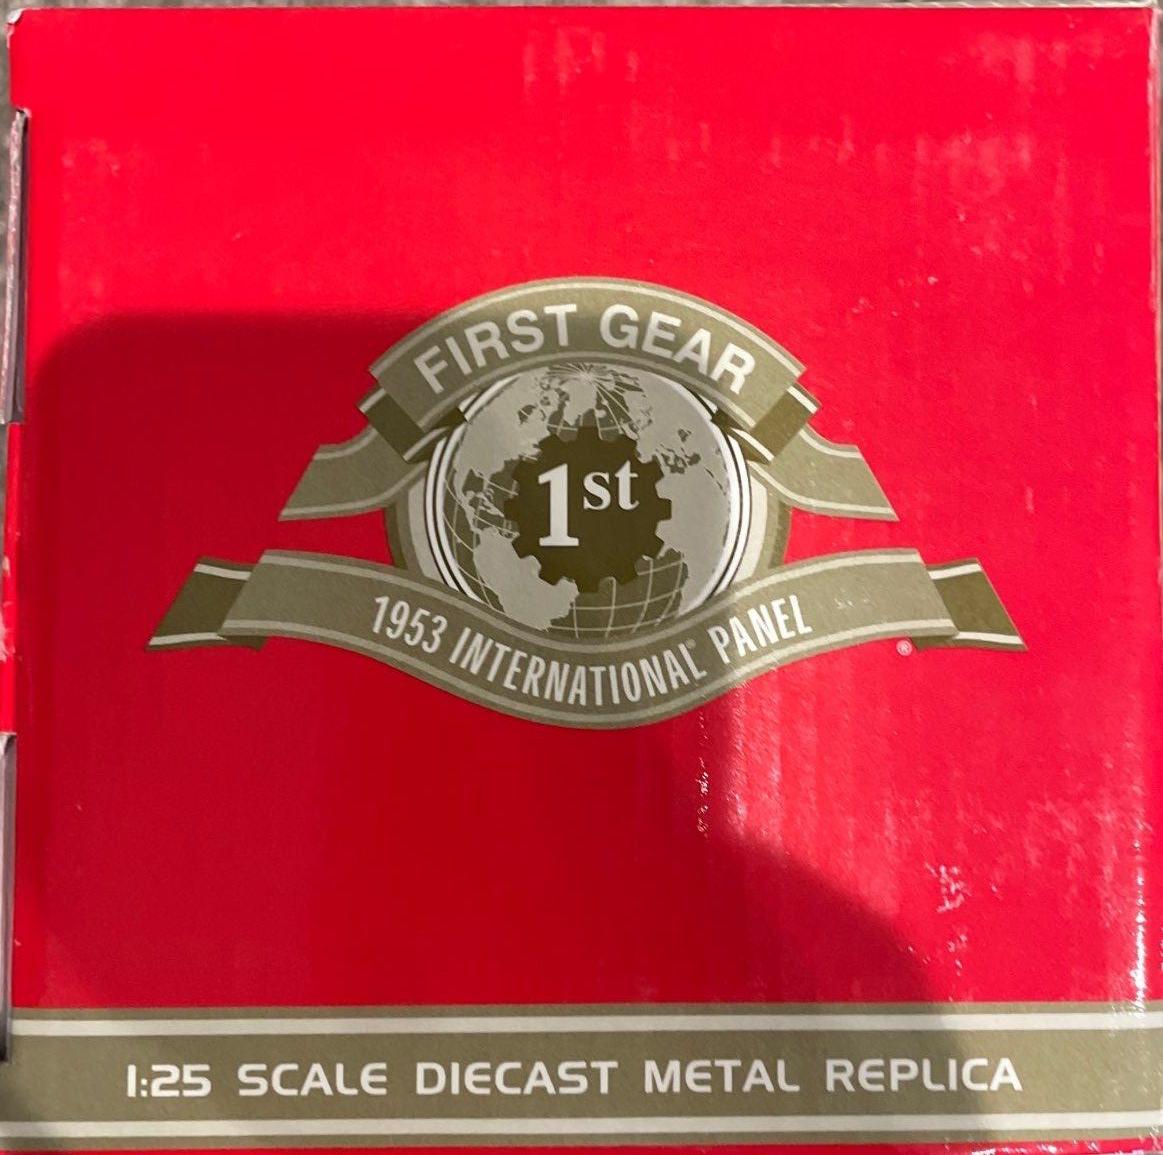 FIRST GEAR
1st
1953 INTERNATIONAL PANEL
®
1:25 SCALE DIECAST METAL REPLICA